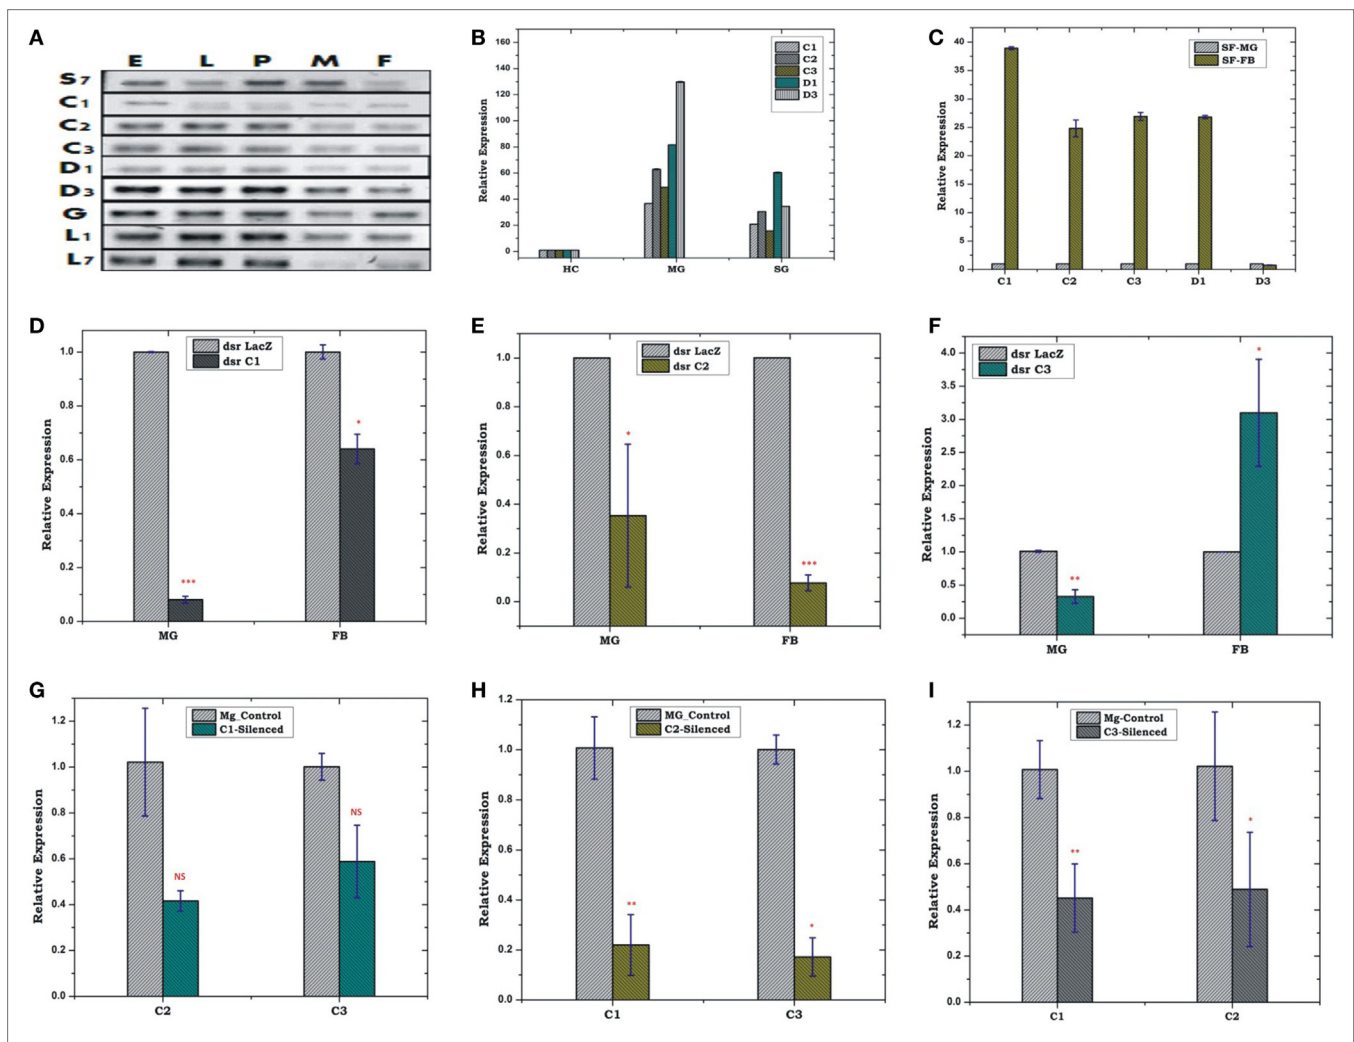 A
E L P M F
S7
C1
C2
C3
D1
D3
G
L1
L7
B
Relative Expression
160
140
120
100
80
60
40
20
0
C1
C2
C3
D1
D3
HC MG SG
C
Relative Expression
40
35
30
25
20
15
10
5
0
SF-MG
SF-FB
C1 C2 C3 D1 D3
D
Relative Expression
1.0
0.8
0.6
0.4
0.2
0.0
dsr LacZ
dsr C1
***
*
MG FB
E
Relative Expression
1.0
0.8
0.6
0.4
0.2
0.0
dsr LacZ
dsr C2
*
***
MG FB
F
Relative Expression
4.0
3.5
3.0
2.5
2.0
1.5
1.0
0.5
0.0
dsr LacZ
dsr C3
**
*
MG FB
G
Relative Expression
1.2
1.0
0.8
0.6
0.4
0.2
0.0
Mg_Control
C1-Silenced
NS
NS
C2 C3
H
Relative Expression
1.2
1.0
0.8
0.6
0.4
0.2
0.0
MG_Control
C2-Silenced
**
*
C1 C3
I
Relative Expression
1.2
1.0
0.8
0.6
0.4
0.2
0.0
Mg-Control
C3-Silenced
**
*
C1 C2